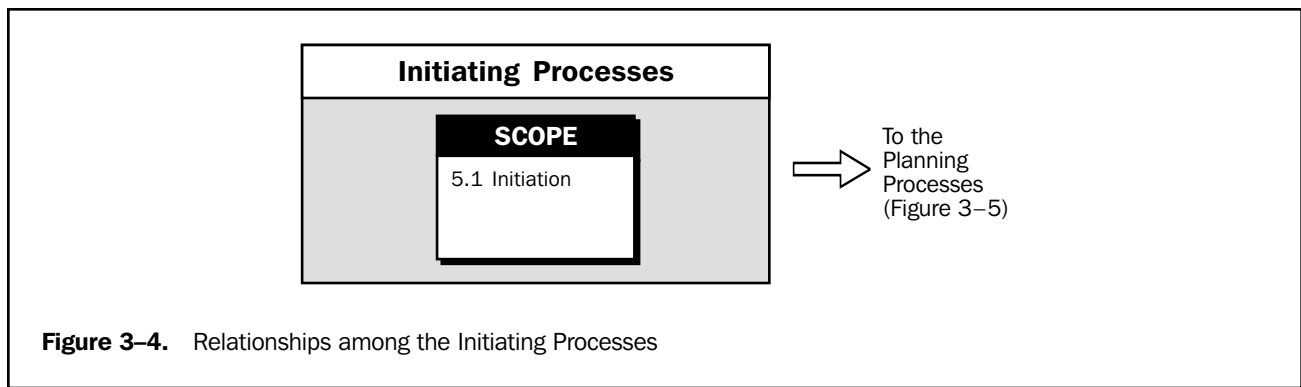 Initiating Processes
SCOPE
5.1 Initiation
To the
Planning
Processes
(Figure 3–5)
Figure 3–4. Relationships among the Initiating Processes